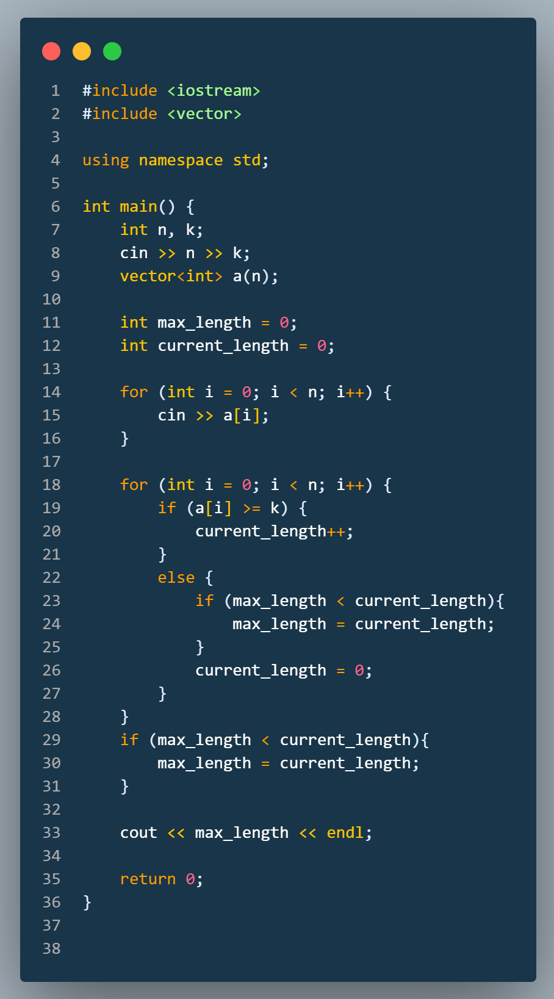 1 #include <iostream>
2 #include <vector>
3
4 using namespace std;
5
6 int main() {
7     int n, k;
8     cin >> n >> k;
9     vector<int> a(n);
10
11     int max_length = 0;
12     int current_length = 0;
13
14     for (int i = 0; i < n; i++) {
15         cin >> a[i];
16     }
17
18     for (int i = 0; i < n; i++) {
19         if (a[i] >= k) {
20             current_length++;
21         }
22         else {
23             if (max_length < current_length){
24                 max_length = current_length;
25             }
26             current_length = 0;
27         }
28     }
29     if (max_length < current_length){
30         max_length = current_length;
31     }
32
33     cout << max_length << endl;
34
35     return 0;
36 }
37
38